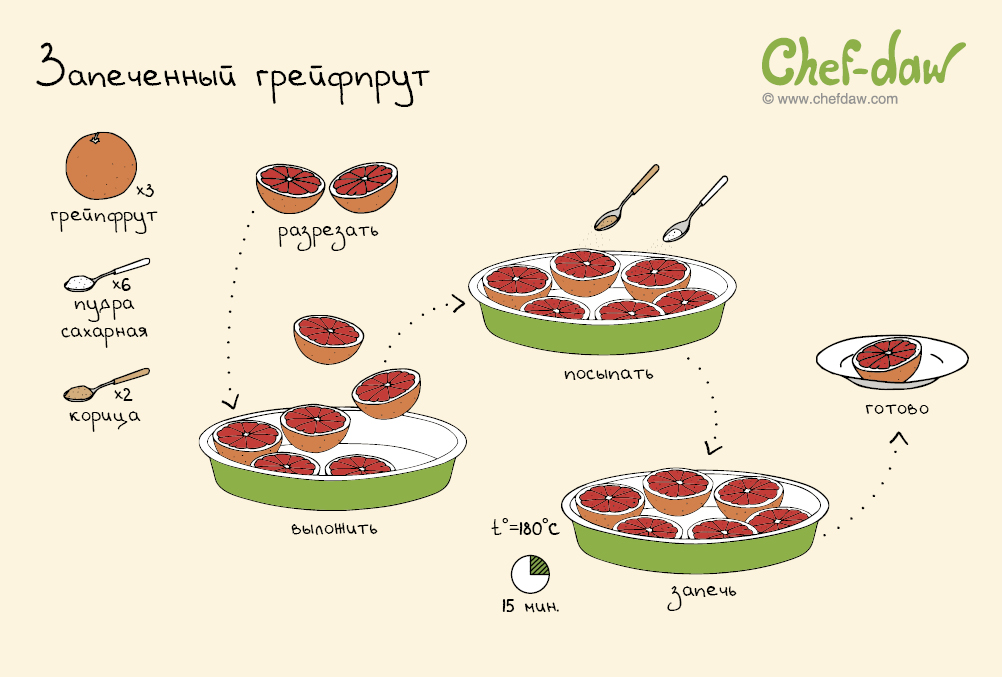 Запеченный грейфпрут
Chef-daw
© www.chefdaw.com
x3
грейпфрут
x6
пудра
сахарная
x2
корица
разрезать
выложить
посыпать
t°=180°C
15 мин.
запечь
готово